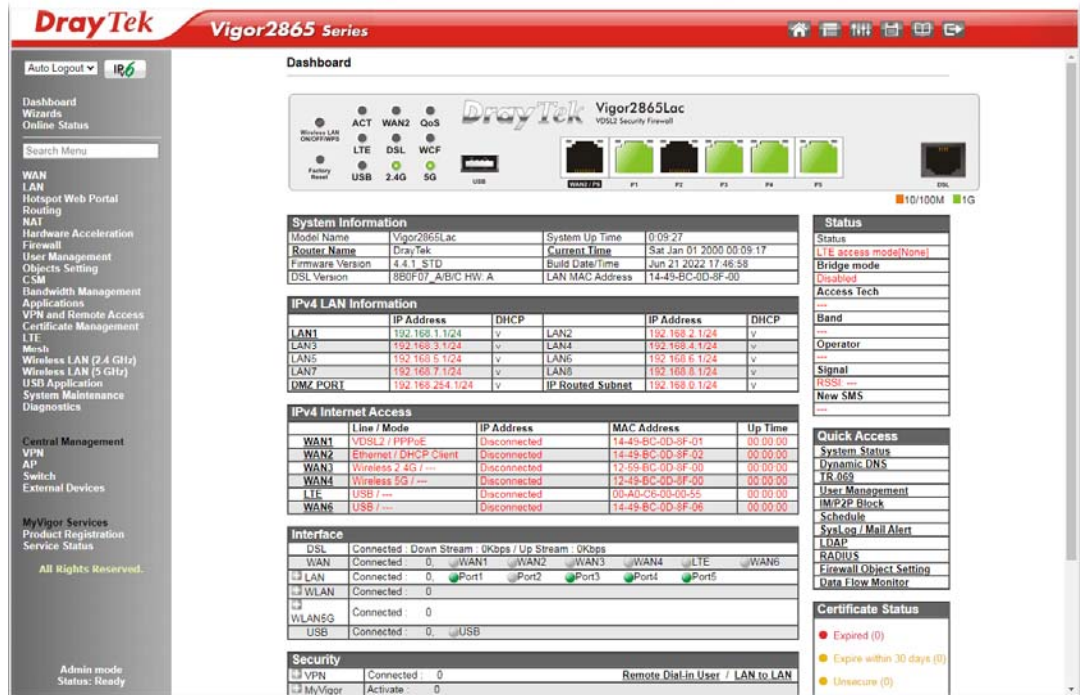 DrayTek Vigor2865 Series
Auto Logout IPv6
Dashboard
Wizards
Online Status
Search Menu
WAN
LAN
Hotspot Web Portal
Routing
NAT
Hardware Acceleration
Firewall
User Management
Objects Setting
CSM
Bandwidth Management
Applications
VPN and Remote Access
Certificate Management
LTE
Mesh
Wireless LAN (2.4 GHz)
Wireless LAN (5 GHz)
USB Application
System Maintenance
Diagnostics
Central Management
VPN
AP
Switch
External Devices
MyVigor Services
Product Registration
Service Status
All Rights Reserved.
Admin mode
Status: Ready
Dashboard
DrayTek Vigor2865Lac
VDSL2 Security Firewall
Wireless LAN ON/OFF/WPS
Factory Reset
ACT WAN2 QoS
LTE DSL WCF
USB 2.4G 5G
USB WAN2 / P6 P1 P2 P3 P4 P5 DSL
10/100M 1G
System Information
Model Name Vigor2865Lac System Up Time 0:09:27
Router Name DrayTek Current Time Sat Jan 01 2000 00:09:17
Firmware Version 4.4.1_STD Build Date/Time Jun 21 2022 17:46:58
DSL Version 8B0F07_A/B/C HW: A LAN MAC Address 14-49-BC-0D-8F-00
IPv4 LAN Information
IP Address DHCP IP Address DHCP
LAN1 192.168.1.1/24 v LAN2 192.168.2.1/24 v
LAN3 192.168.3.1/24 v LAN4 192.168.4.1/24 v
LAN5 192.168.5.1/24 v LAN6 192.168.6.1/24 v
LAN7 192.168.7.1/24 v LAN8 192.168.8.1/24 v
DMZ PORT 192.168.254.1/24 v IP Routed Subnet 192.168.0.1/24 v
IPv4 Internet Access
Line / Mode IP Address MAC Address Up Time
WAN1 VDSL2 / PPPoE Disconnected 14-49-BC-0D-8F-01 00:00:00
WAN2 Ethernet / DHCP Client Disconnected 14-49-BC-0D-8F-02 00:00:00
WAN3 Wireless 2.4G / --- Disconnected 12-59-BC-0D-8F-00 00:00:00
WAN4 Wireless 5G / --- Disconnected 12-49-BC-0D-8F-00 00:00:00
LTE USB / --- Disconnected 00-A0-C6-00-00-55 00:00:00
WAN6 USB / --- Disconnected 14-49-BC-0D-8F-06 00:00:00
Interface
DSL Connected : Down Stream : 0Kbps / Up Stream : 0Kbps
WAN Connected : 0, WAN1 WAN2 WAN3 WAN4 LTE WAN6
LAN Connected : 0, Port1 Port2 Port3 Port4 Port5
WLAN Connected : 0
WLAN5G Connected : 0
USB Connected : 0, USB
Security
VPN Connected : 0 Remote Dial-in User / LAN to LAN
MyVigor Activate : 0
Status
Status
LTE access mode[None]
Bridge mode
Disabled
Access Tech
---
Band
---
Operator
---
Signal
RSSI: ---
New SMS
---
Quick Access
System Status
Dynamic DNS
TR-069
User Management
IM/P2P Block
Schedule
SysLog / Mail Alert
LDAP
RADIUS
Firewall Object Setting
Data Flow Monitor
Certificate Status
Expired (0)
Expire within 30 days (0)
Unsecure (0)